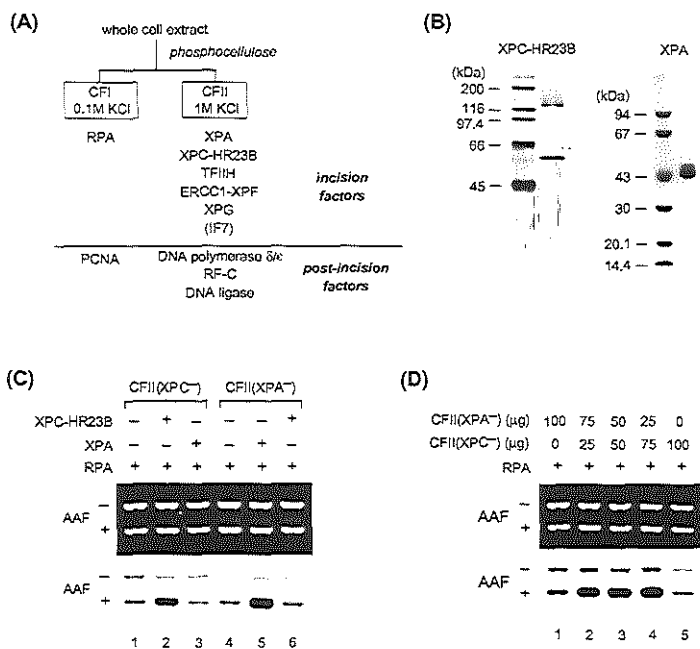 (A)
whole cell extract
phosphocellulose
CFI
0.1M KCl
CFII
1M KCl
RPA
XPA
XPC-HR23B
TFIIH
ERCC1-XPF
XPG
(IF7)
incision
factors
PCNA
DNA polymerase δ/ε
RF-C
DNA ligase
post-incision
factors
(B)
XPC-HR23B
XPA
(kDa)
200
116
97.4
66
45
(kDa)
94
67
43
30
20.1
14.4
(C)
CFII(XPC–) CFII(XPA–)
XPC-HR23B – + – – – +
XPA – – + – + –
RPA + + + + + +
AAF
–
+
AAF
–
+
1 2 3 4 5 6
(D)
CFII(XPA–) (μg) 100 75 50 25 0
CFII(XPC–) (μg) 0 25 50 75 100
RPA + + + + +
AAF
–
+
AAF
–
+
1 2 3 4 5